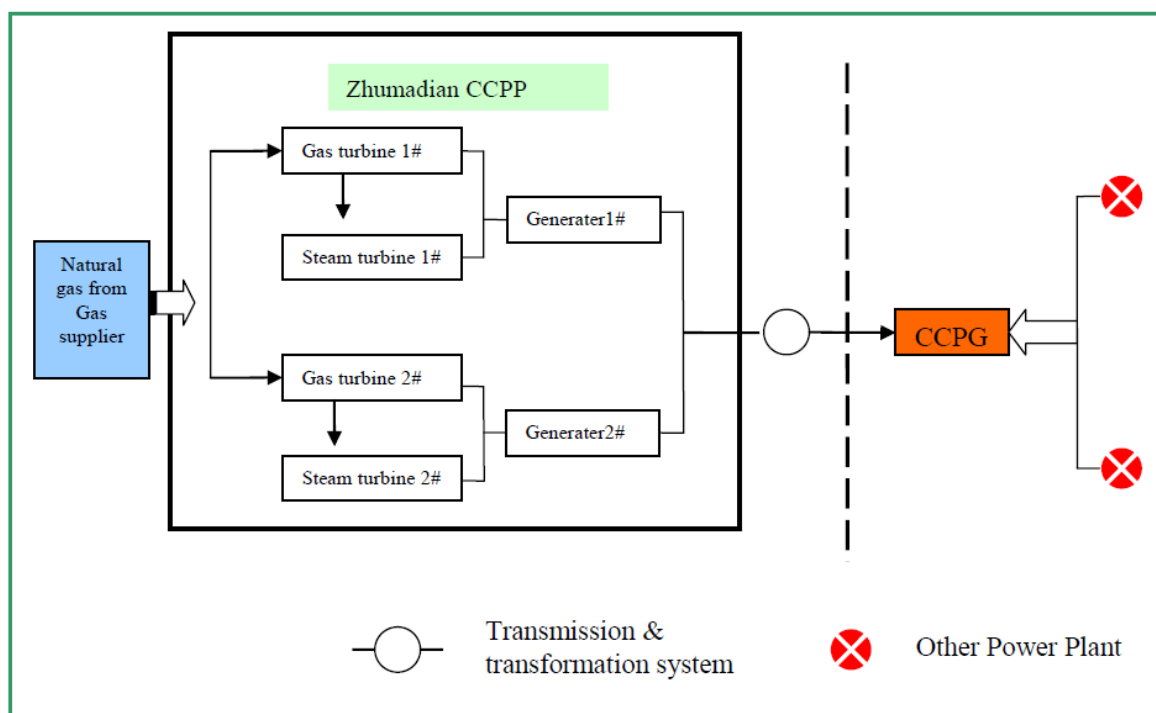 Zhumadian CCPP
Gas turbine 1#
Generater1#
Steam turbine 1#
Natural
gas from
Gas
supplier
CCPG
Gas turbine 2#
Generater2#
Steam turbine 2#
Transmission &
transformation system
Other Power Plant